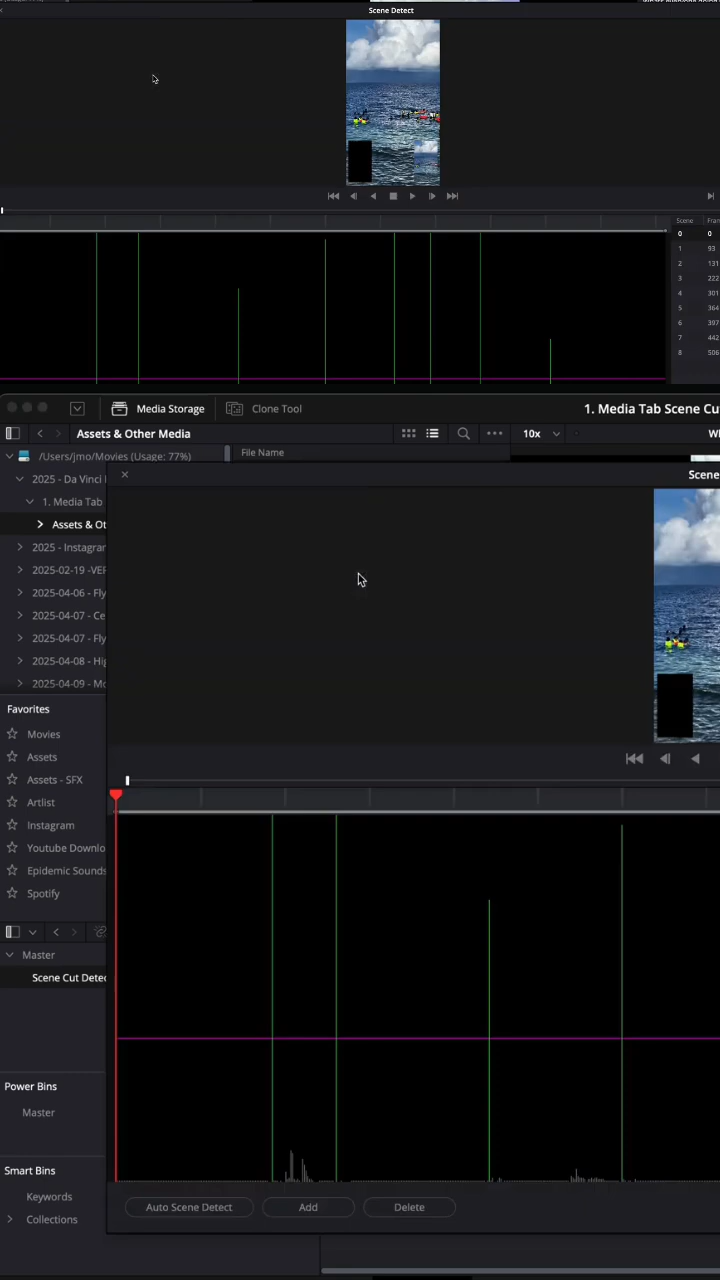 Scene Detect
Scene Fram
0 0
1 93
2 131
3 222
4 301
5 364
6 397
7 442
8 506
Media Storage Clone Tool 1. Media Tab Scene Cu
Assets & Other Media 10x
/Users/jmo/Movies (Usage: 77%) File Name
2025 - Da Vinci Scene
1. Media Tab
Assets & Ot
2025 - Instagram
2025-02-19 -VER
2025-04-06 - Fly
2025-04-07 - Ce
2025-04-07 - Fly
2025-04-08 - Hig
2025-04-09 - Mo
Favorites
Movies
Assets
Assets - SFX
Artlist
Instagram
Youtube Downlo
Epidemic Sounds
Spotify
Master
Scene Cut Detec
Power Bins
Master
Smart Bins
Keywords
Collections
Auto Scene Detect Add Delete